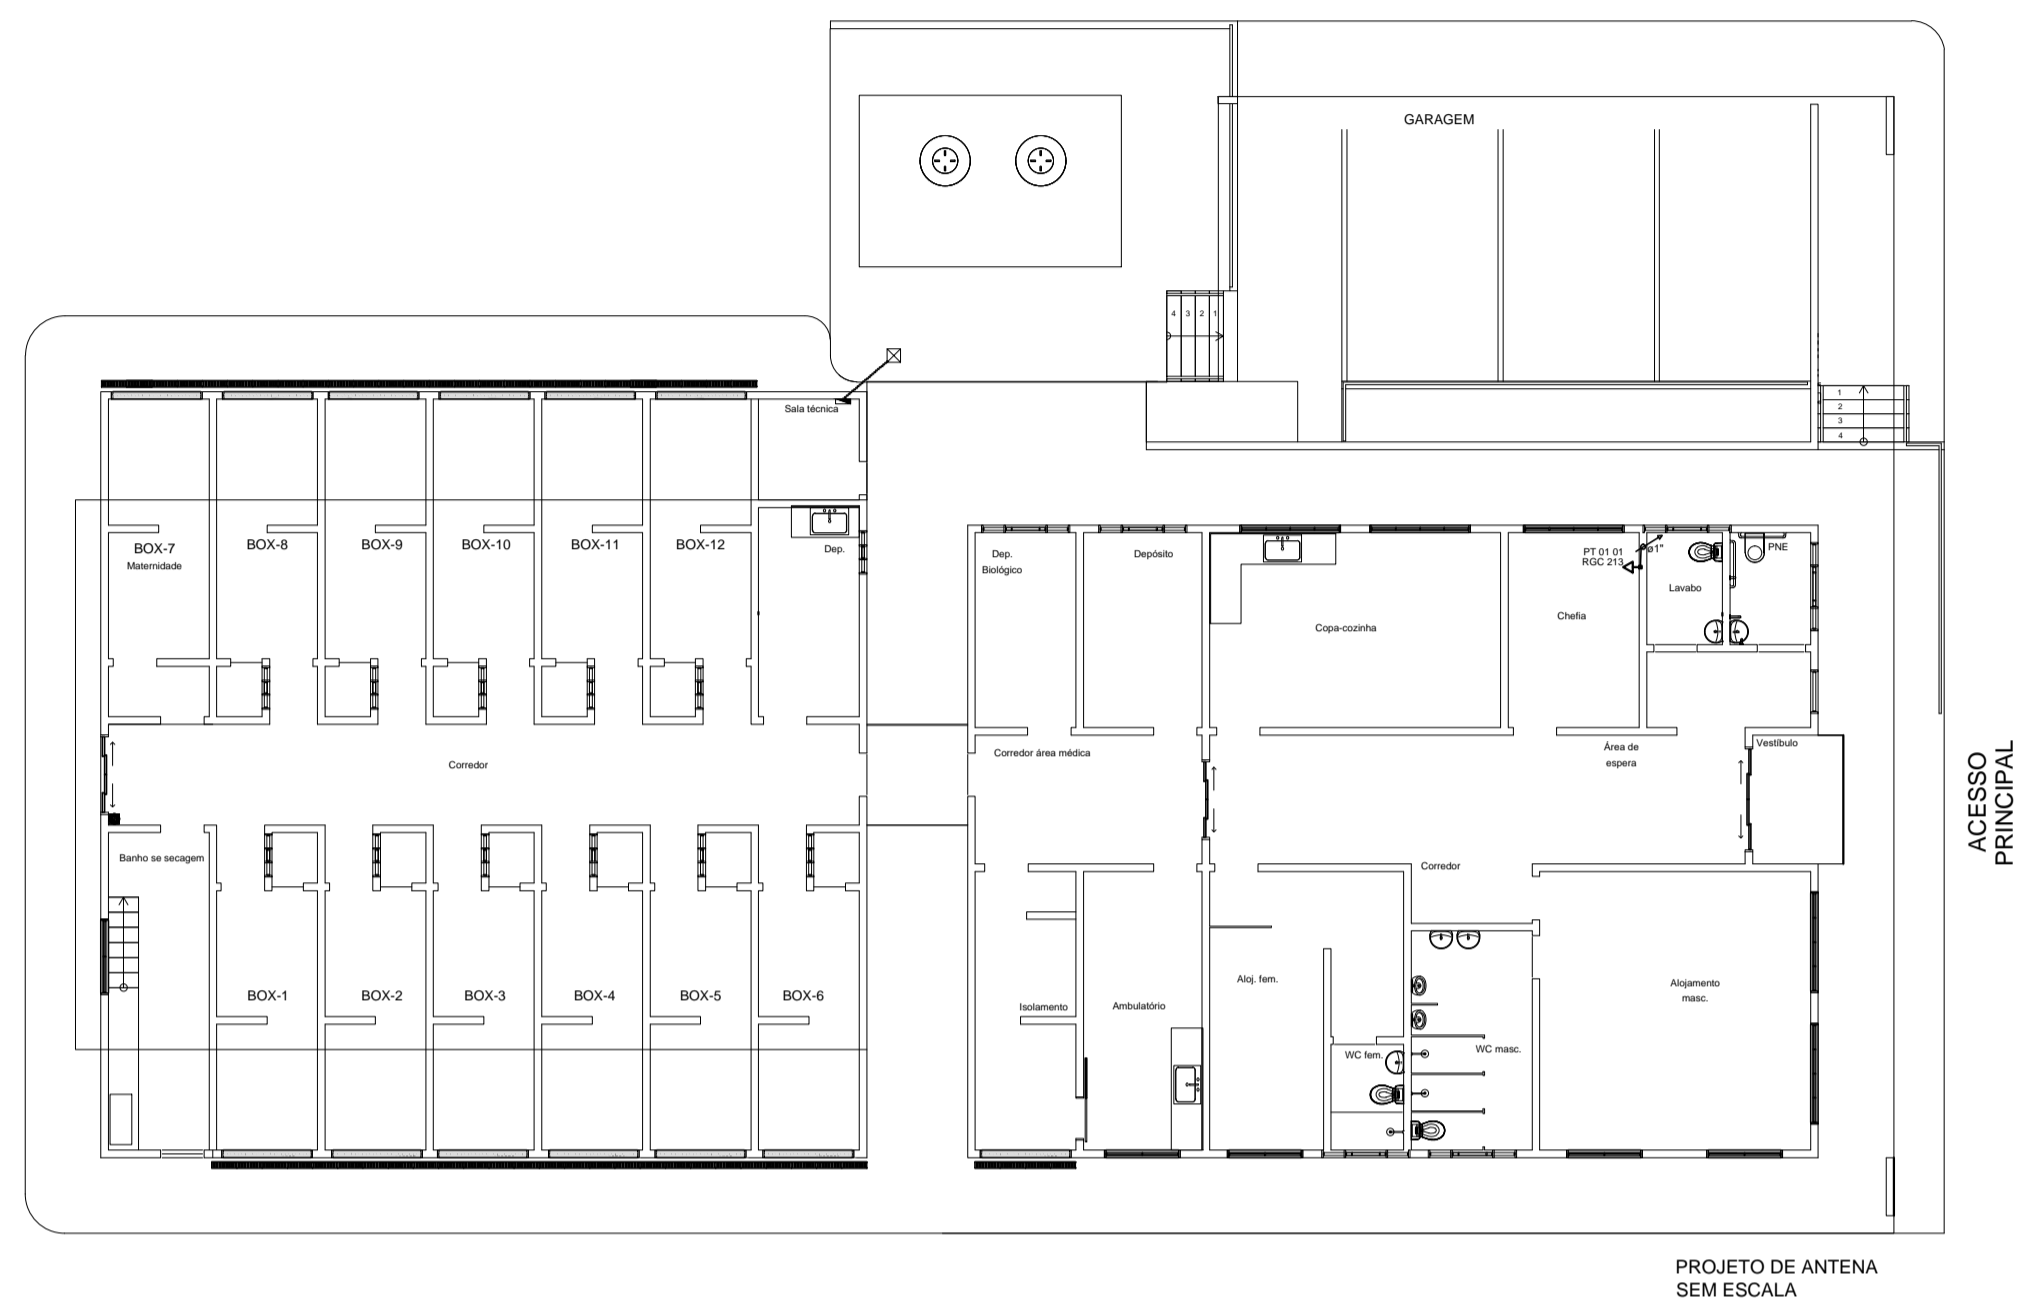 GARAGEM
4 3 2 1
Sala técnica
1
2
3
4
BOX-7
Maternidade
BOX-8
BOX-9
BOX-10
BOX-11
BOX-12
Dep.
Dep.
Biológico
Depósito
PT 01 01
RGC 213
ø1"
PNE
Lavabo
Chefia
Copa-cozinha
Corredor
Corredor área médica
Área de
espera
Vestíbulo
ACESSO
PRINCIPAL
Banho se secagem
Corredor
BOX-1
BOX-2
BOX-3
BOX-4
BOX-5
BOX-6
Isolamento
Ambulatório
Aloj. fem.
Alojamento
masc.
WC fem.
WC masc.
PROJETO DE ANTENA
SEM ESCALA